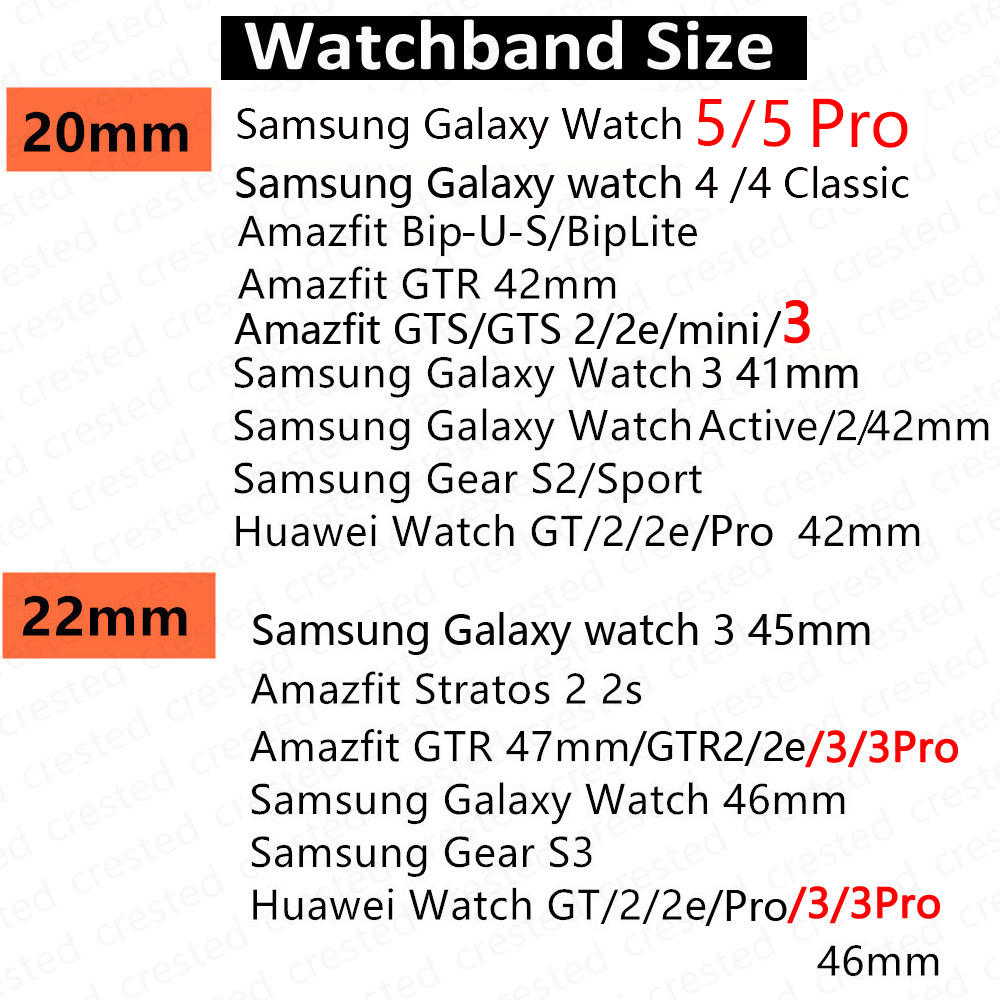 Watchband Size
20mm
Samsung Galaxy Watch 5/5 Pro
Samsung Galaxy watch 4 /4 Classic
Amazfit Bip-U-S/BipLite
Amazfit GTR 42mm
Amazfit GTS/GTS 2/2e/mini/3
Samsung Galaxy Watch 3 41mm
Samsung Galaxy Watch Active/2/42mm
Samsung Gear S2/Sport
Huawei Watch GT/2/2e/Pro 42mm
22mm
Samsung Galaxy watch 3 45mm
Amazfit Stratos 2 2s
Amazfit GTR 47mm/GTR2/2e/3/3Pro
Samsung Galaxy Watch 46mm
Samsung Gear S3
Huawei Watch GT/2/2e/Pro/3/3Pro
46mm
crested